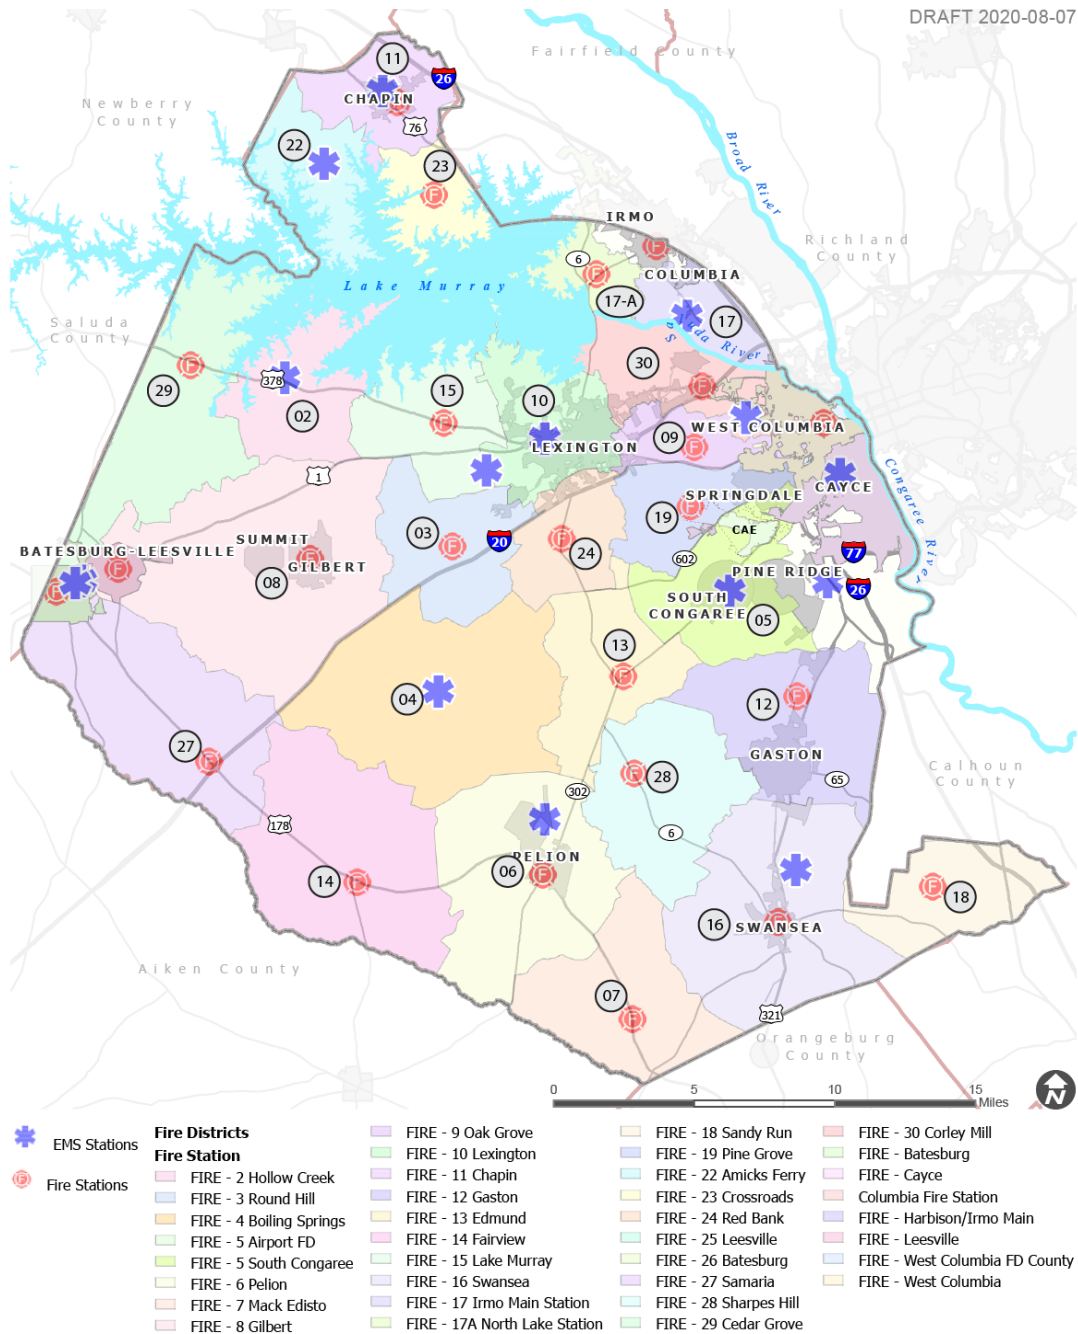 DRAFT 2020-08-07
Fairfield County
11
26
CHAPIN
Newberry
County
76
22
23
Broad River
IRMO
6
Richland
County
COLUMBIA
Lake Murray
17-A
17
Saluda
County
Saluda River
29
378
30
15
10
02
09
WEST COLUMBIA
LEXINGTON
1
Congaree River
CAYCE
SPRINGDALE
19
03
20
24
CAE
BATESBURG-LEESVILLE
SUMMIT
GILBERT
08
602
77
PINE RIDGE
26
SOUTH
CONGAREE
05
13
04
12
27
GASTON
28
65
Calhoun
County
302
178
6
PELION
06
14
18
16
SWANSEA
Aiken County
07
321
Orangeburg
County
0 5 10 15
Miles
N
EMS Stations
Fire Stations
Fire Districts
Fire Station
FIRE - 2 Hollow Creek
FIRE - 3 Round Hill
FIRE - 4 Boiling Springs
FIRE - 5 Airport FD
FIRE - 5 South Congaree
FIRE - 6 Pelion
FIRE - 7 Mack Edisto
FIRE - 8 Gilbert
FIRE - 9 Oak Grove
FIRE - 10 Lexington
FIRE - 11 Chapin
FIRE - 12 Gaston
FIRE - 13 Edmund
FIRE - 14 Fairview
FIRE - 15 Lake Murray
FIRE - 16 Swansea
FIRE - 17 Irmo Main Station
FIRE - 17A North Lake Station
FIRE - 18 Sandy Run
FIRE - 19 Pine Grove
FIRE - 22 Amicks Ferry
FIRE - 23 Crossroads
FIRE - 24 Red Bank
FIRE - 25 Leesville
FIRE - 26 Batesburg
FIRE - 27 Samaria
FIRE - 28 Sharpes Hill
FIRE - 29 Cedar Grove
FIRE - 30 Corley Mill
FIRE - Batesburg
FIRE - Cayce
Columbia Fire Station
FIRE - Harbison/Irmo Main
FIRE - Leesville
FIRE - West Columbia FD County
FIRE - West Columbia